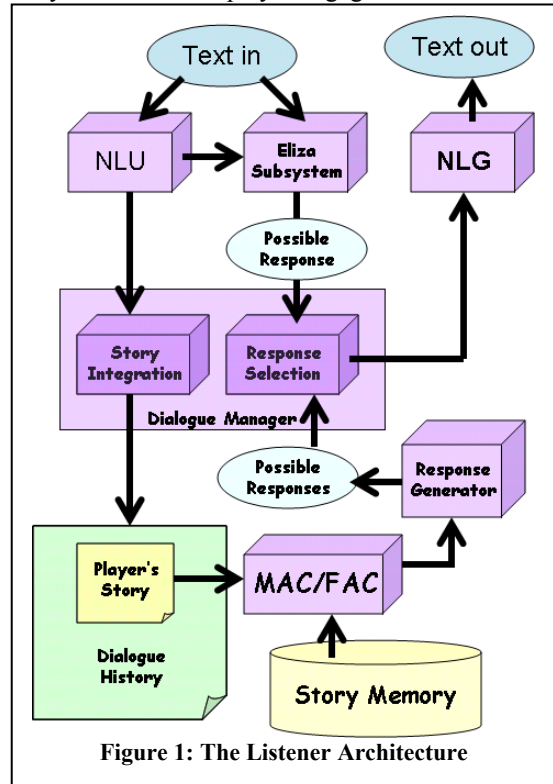 Text in
Text out
NLU
Eliza
Subsystem
NLG
Possible
Response
Story
Integration
Response
Selection
Dialogue Manager
Possible
Responses
Response
Generator
Player's
Story
MAC/FAC
Dialogue
History
Story Memory
Figure 1: The Listener Architecture